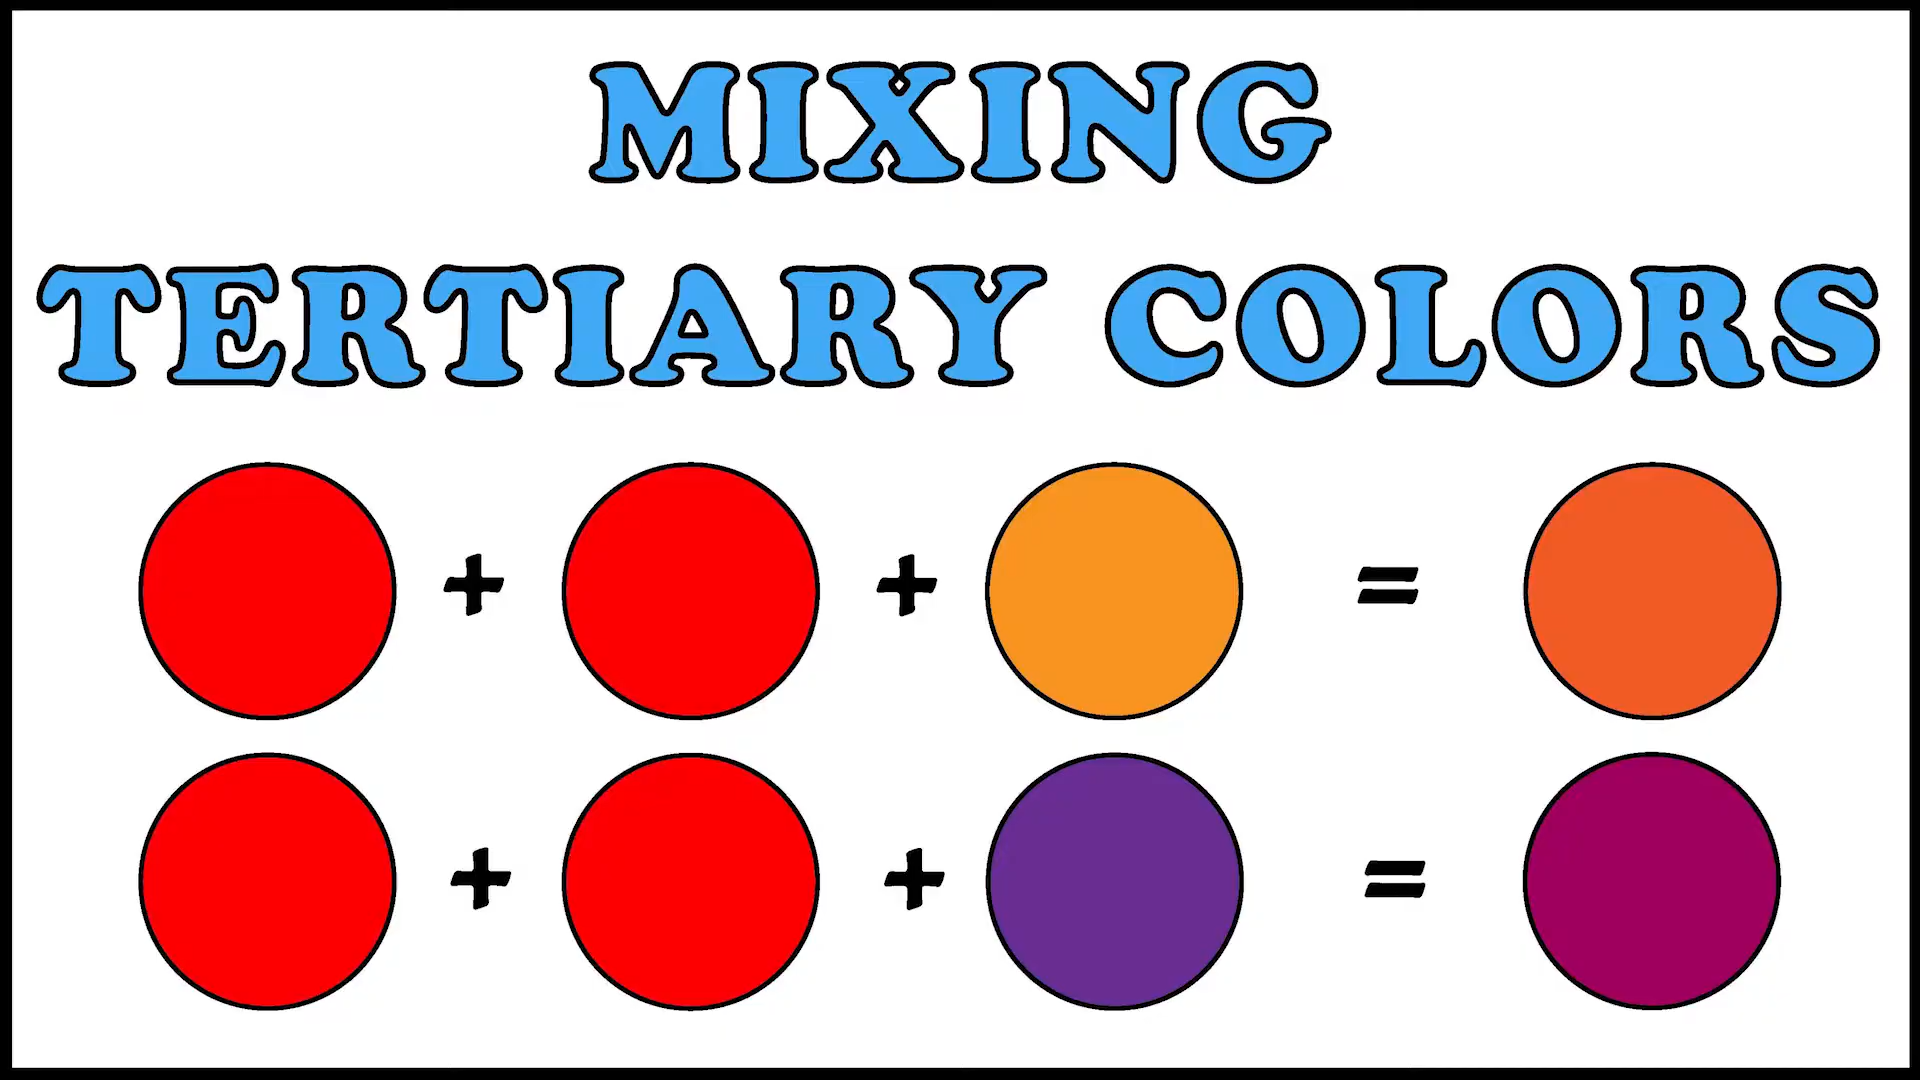 MIXING
TERTIARY COLORS
+ + =
+ + =